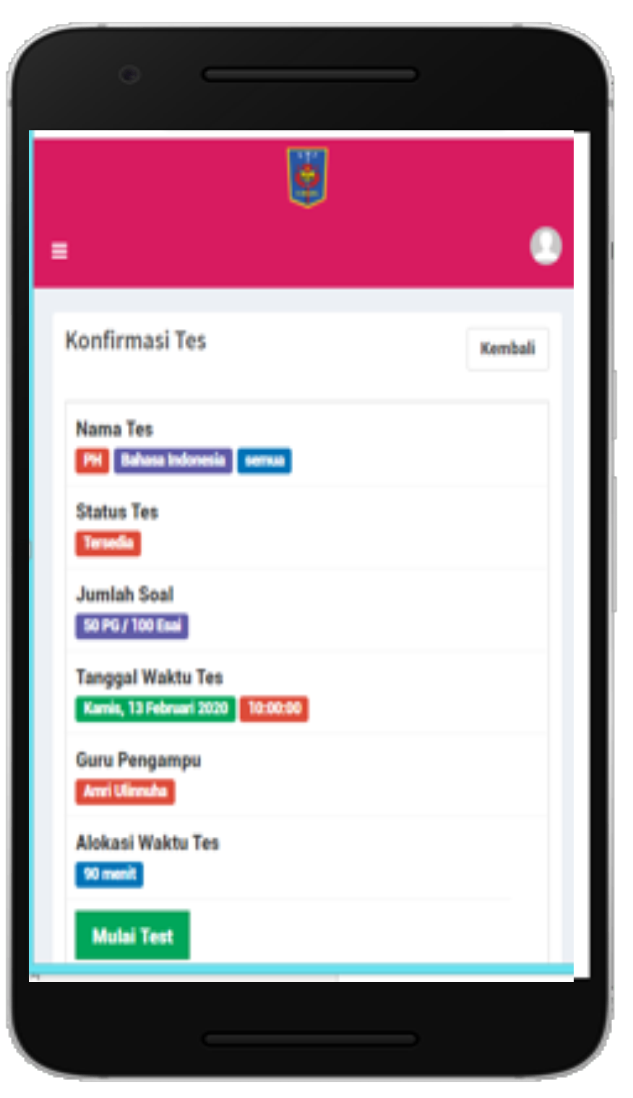 Konfirmasi Tes
Kembali
Nama Tes
PH Bahasa Indonesia semua
Status Tes
Tersedia
Jumlah Soal
50 PG / 100 Esai
Tanggal Waktu Tes
Kamis, 13 Februari 2020 10:00:00
Guru Pengampu
Amri Ulinnuha
Alokasi Waktu Tes
90 menit
Mulai Test